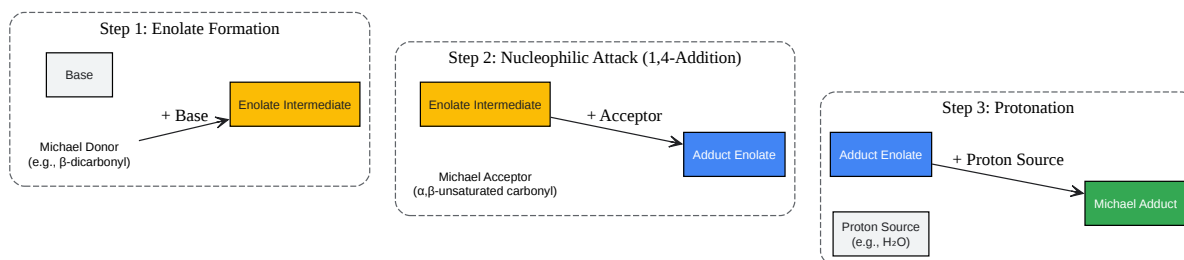 Step 1: Enolate Formation
Base
Enolate Intermediate
+ Base
Michael Donor
(e.g., β-dicarbonyl)
Step 2: Nucleophilic Attack (1,4-Addition)
Enolate Intermediate
+ Acceptor
Adduct Enolate
Michael Acceptor
(α,β-unsaturated carbonyl)
Step 3: Protonation
Adduct Enolate
+ Proton Source
Michael Adduct
Proton Source
(e.g., H₂O)